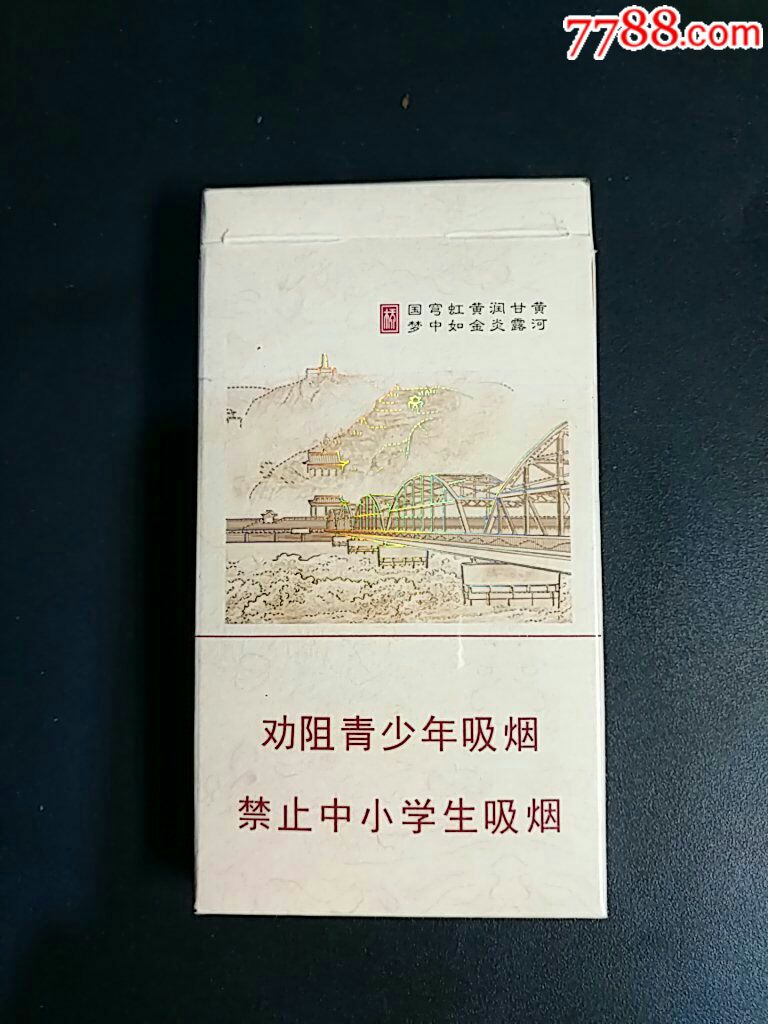 7788.com
黄河
甘露
润炎
黄金
虹如
穹中
国梦
桥
劝阻青少年吸烟
禁止中小学生吸烟